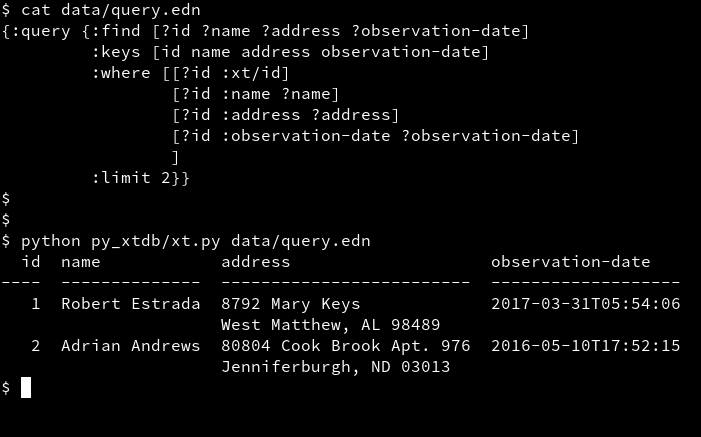 $ cat data/query.edn
{:query {:find [?id ?name ?address ?observation-date]
         :keys [id name address observation-date]
         :where [[?id :xt/id]
                 [?id :name ?name]
                 [?id :address ?address]
                 [?id :observation-date ?observation-date]
                 ]
         :limit 2}}
$
$
$ python py_xtdb/xt.py data/query.edn
  id  name            address                    observation-date
----  --------------  -------------------------  -------------------
   1  Robert Estrada  8792 Mary Keys             2017-03-31T05:54:06
                      West Matthew, AL 98489
   2  Adrian Andrews  80804 Cook Brook Apt. 976  2016-05-10T17:52:15
                      Jenniferburgh, ND 03013
$